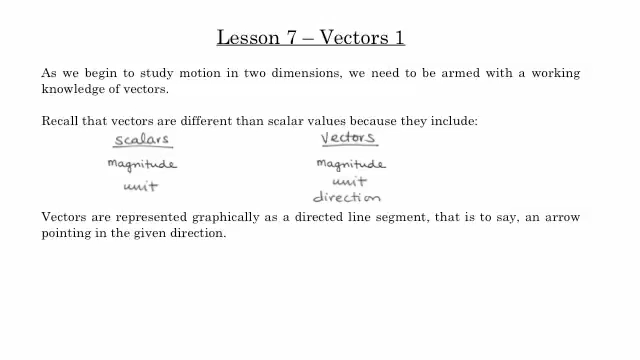 Lesson 7 – Vectors 1
As we begin to study motion in two dimensions, we need to be armed with a working
knowledge of vectors.
Recall that vectors are different than scalar values because they include:
scalars vectors
magnitude magnitude
unit unit
direction
Vectors are represented graphically as a directed line segment, that is to say, an arrow
pointing in the given direction.